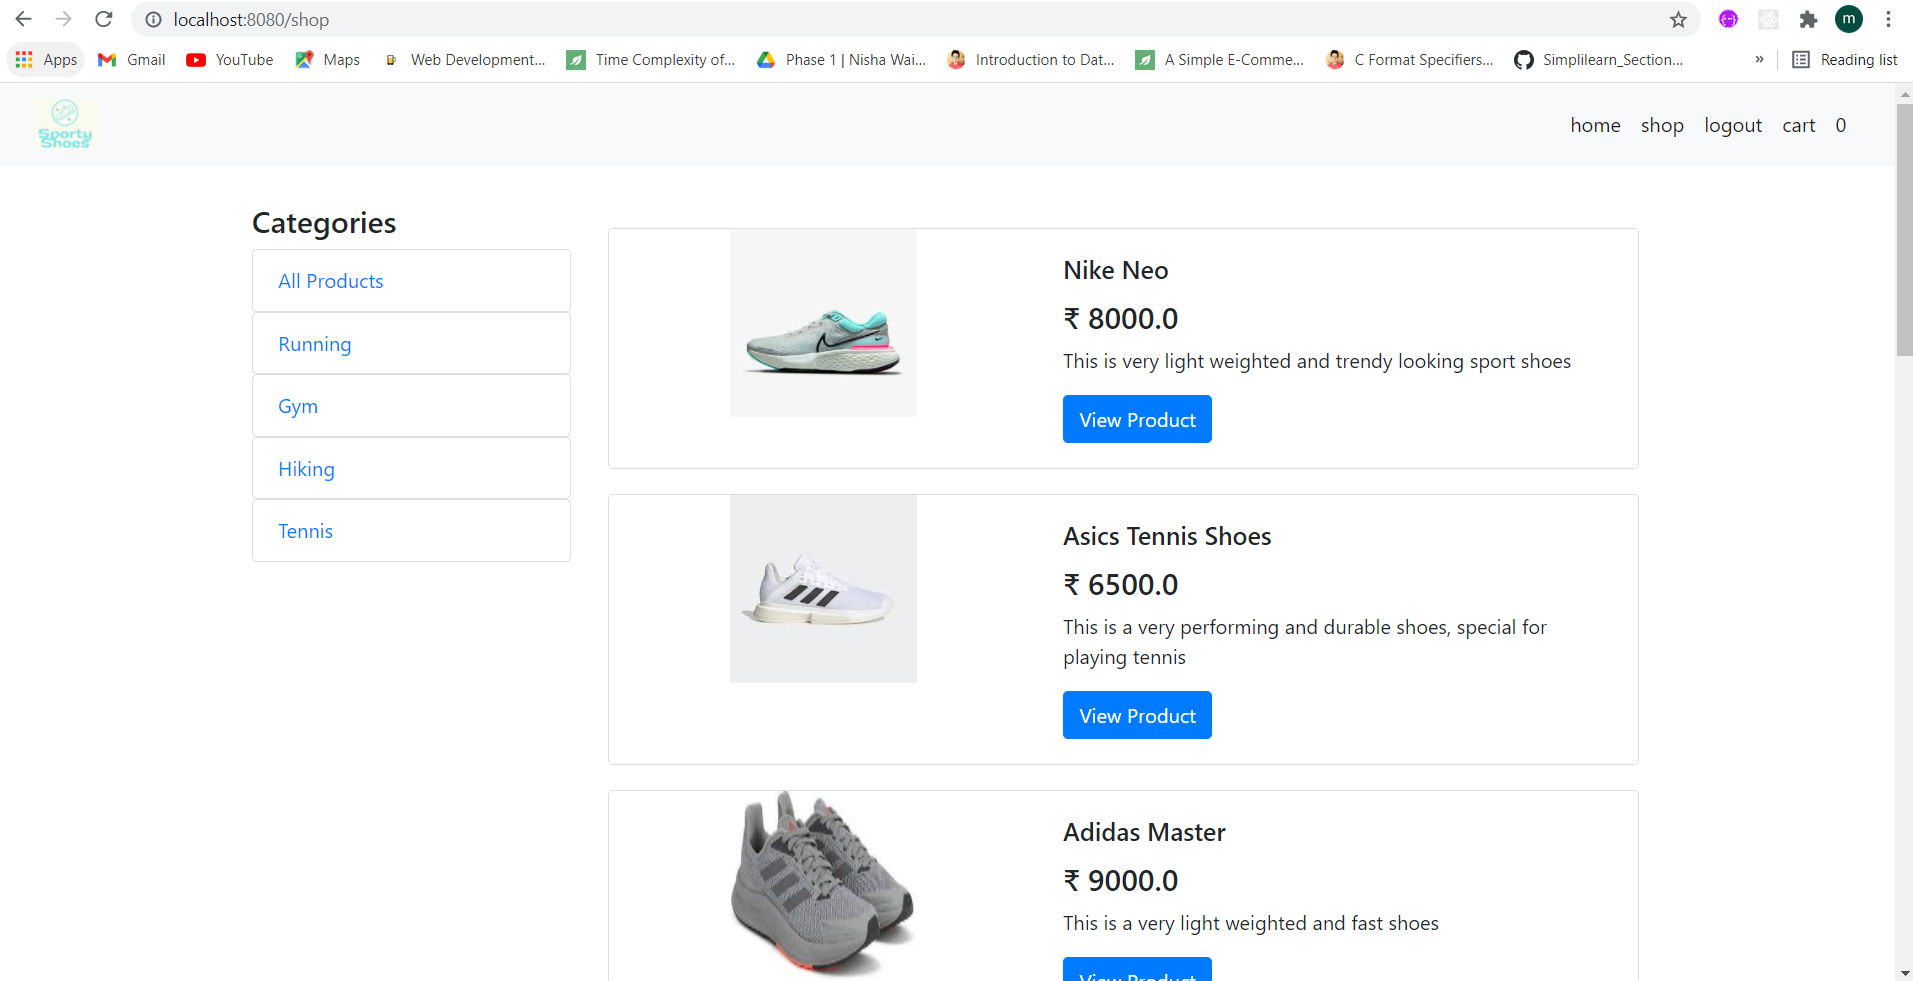 localhost:8080/shop
m
Apps
Gmail
YouTube
Maps
Web Development...
Time Complexity of...
Phase 1 | Nisha Wai...
Introduction to Dat...
A Simple E-Comme...
C Format Specifiers...
Simplilearn_Section...
»
Reading list
Sporty
Shoes
home
shop
logout
cart
0
Categories
All Products
Running
Gym
Hiking
Tennis
Nike Neo
₹ 8000.0
This is very light weighted and trendy looking sport shoes
View Product
Asics Tennis Shoes
₹ 6500.0
This is a very performing and durable shoes, special for
playing tennis
View Product
Adidas Master
₹ 9000.0
This is a very light weighted and fast shoes
View Product